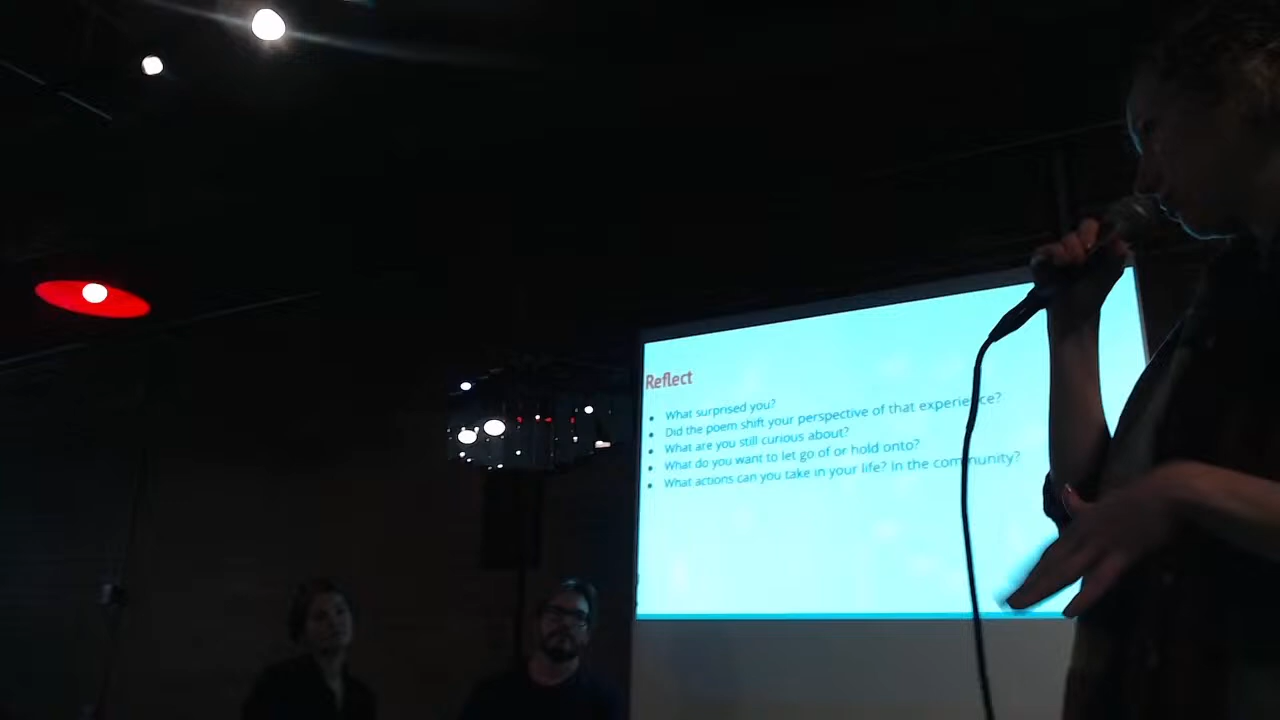 Reflect
What surprised you?
Did the poem shift your perspective of that experience?
What are you still curious about?
What do you want to let go of or hold onto?
What actions can you take in your life? In the community?